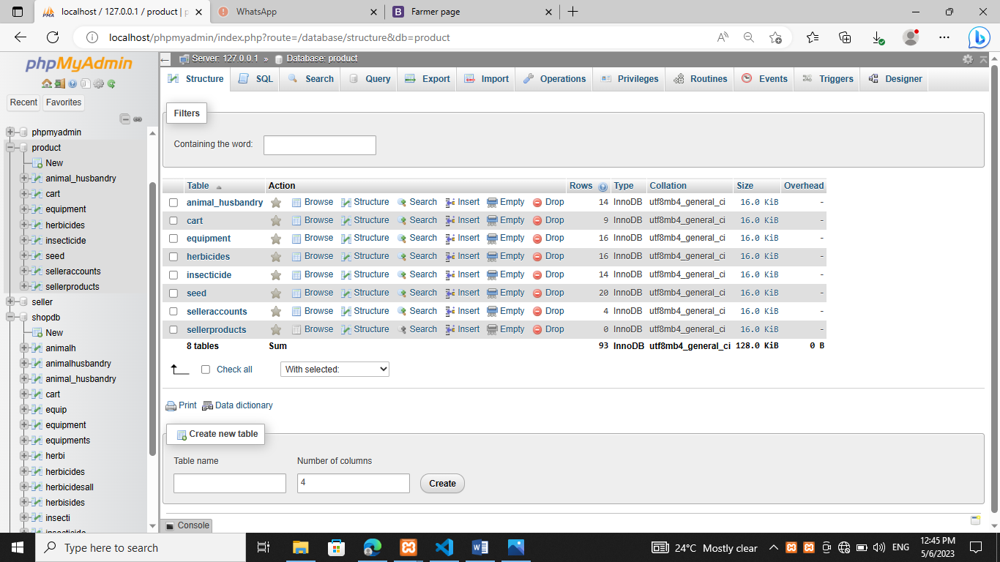 localhost / 127.0.0.1 / product | p
WhatsApp
Farmer page
localhost/phpmyadmin/index.php?route=/database/structure&db=product
phpMyAdmin
Recent Favorites
phpmyadmin
product
New
animal_husbandry
cart
equipment
herbicides
insecticide
seed
selleraccounts
sellerproducts
seller
shopdb
New
animalh
animalhusbandry
animal_husbandry
cart
equip
equipment
equipments
herbi
herbicides
herbicidesall
herbisides
insecti
insecticide
Server: 127.0.0.1 » Database: product
Structure SQL Search Query Export Import Operations Privileges Routines Events Triggers Designer
Filters
Containing the word:
Table Action Rows Type Collation Size Overhead
animal_husbandry Browse Structure Search Insert Empty Drop 14 InnoDB utf8mb4_general_ci 16.0 KiB -
cart Browse Structure Search Insert Empty Drop 9 InnoDB utf8mb4_general_ci 16.0 KiB -
equipment Browse Structure Search Insert Empty Drop 16 InnoDB utf8mb4_general_ci 16.0 KiB -
herbicides Browse Structure Search Insert Empty Drop 16 InnoDB utf8mb4_general_ci 16.0 KiB -
insecticide Browse Structure Search Insert Empty Drop 14 InnoDB utf8mb4_general_ci 16.0 KiB -
seed Browse Structure Search Insert Empty Drop 20 InnoDB utf8mb4_general_ci 16.0 KiB -
selleraccounts Browse Structure Search Insert Empty Drop 4 InnoDB utf8mb4_general_ci 16.0 KiB -
sellerproducts Browse Structure Search Insert Empty Drop 0 InnoDB utf8mb4_general_ci 16.0 KiB -
8 tables Sum 93 InnoDB utf8mb4_general_ci 128.0 KiB 0 B
Check all With selected:
Print Data dictionary
Create new table
Table name Number of columns
4 Create
Console
Type here to search
24°C Mostly clear
ENG
12:45 PM
5/6/2023